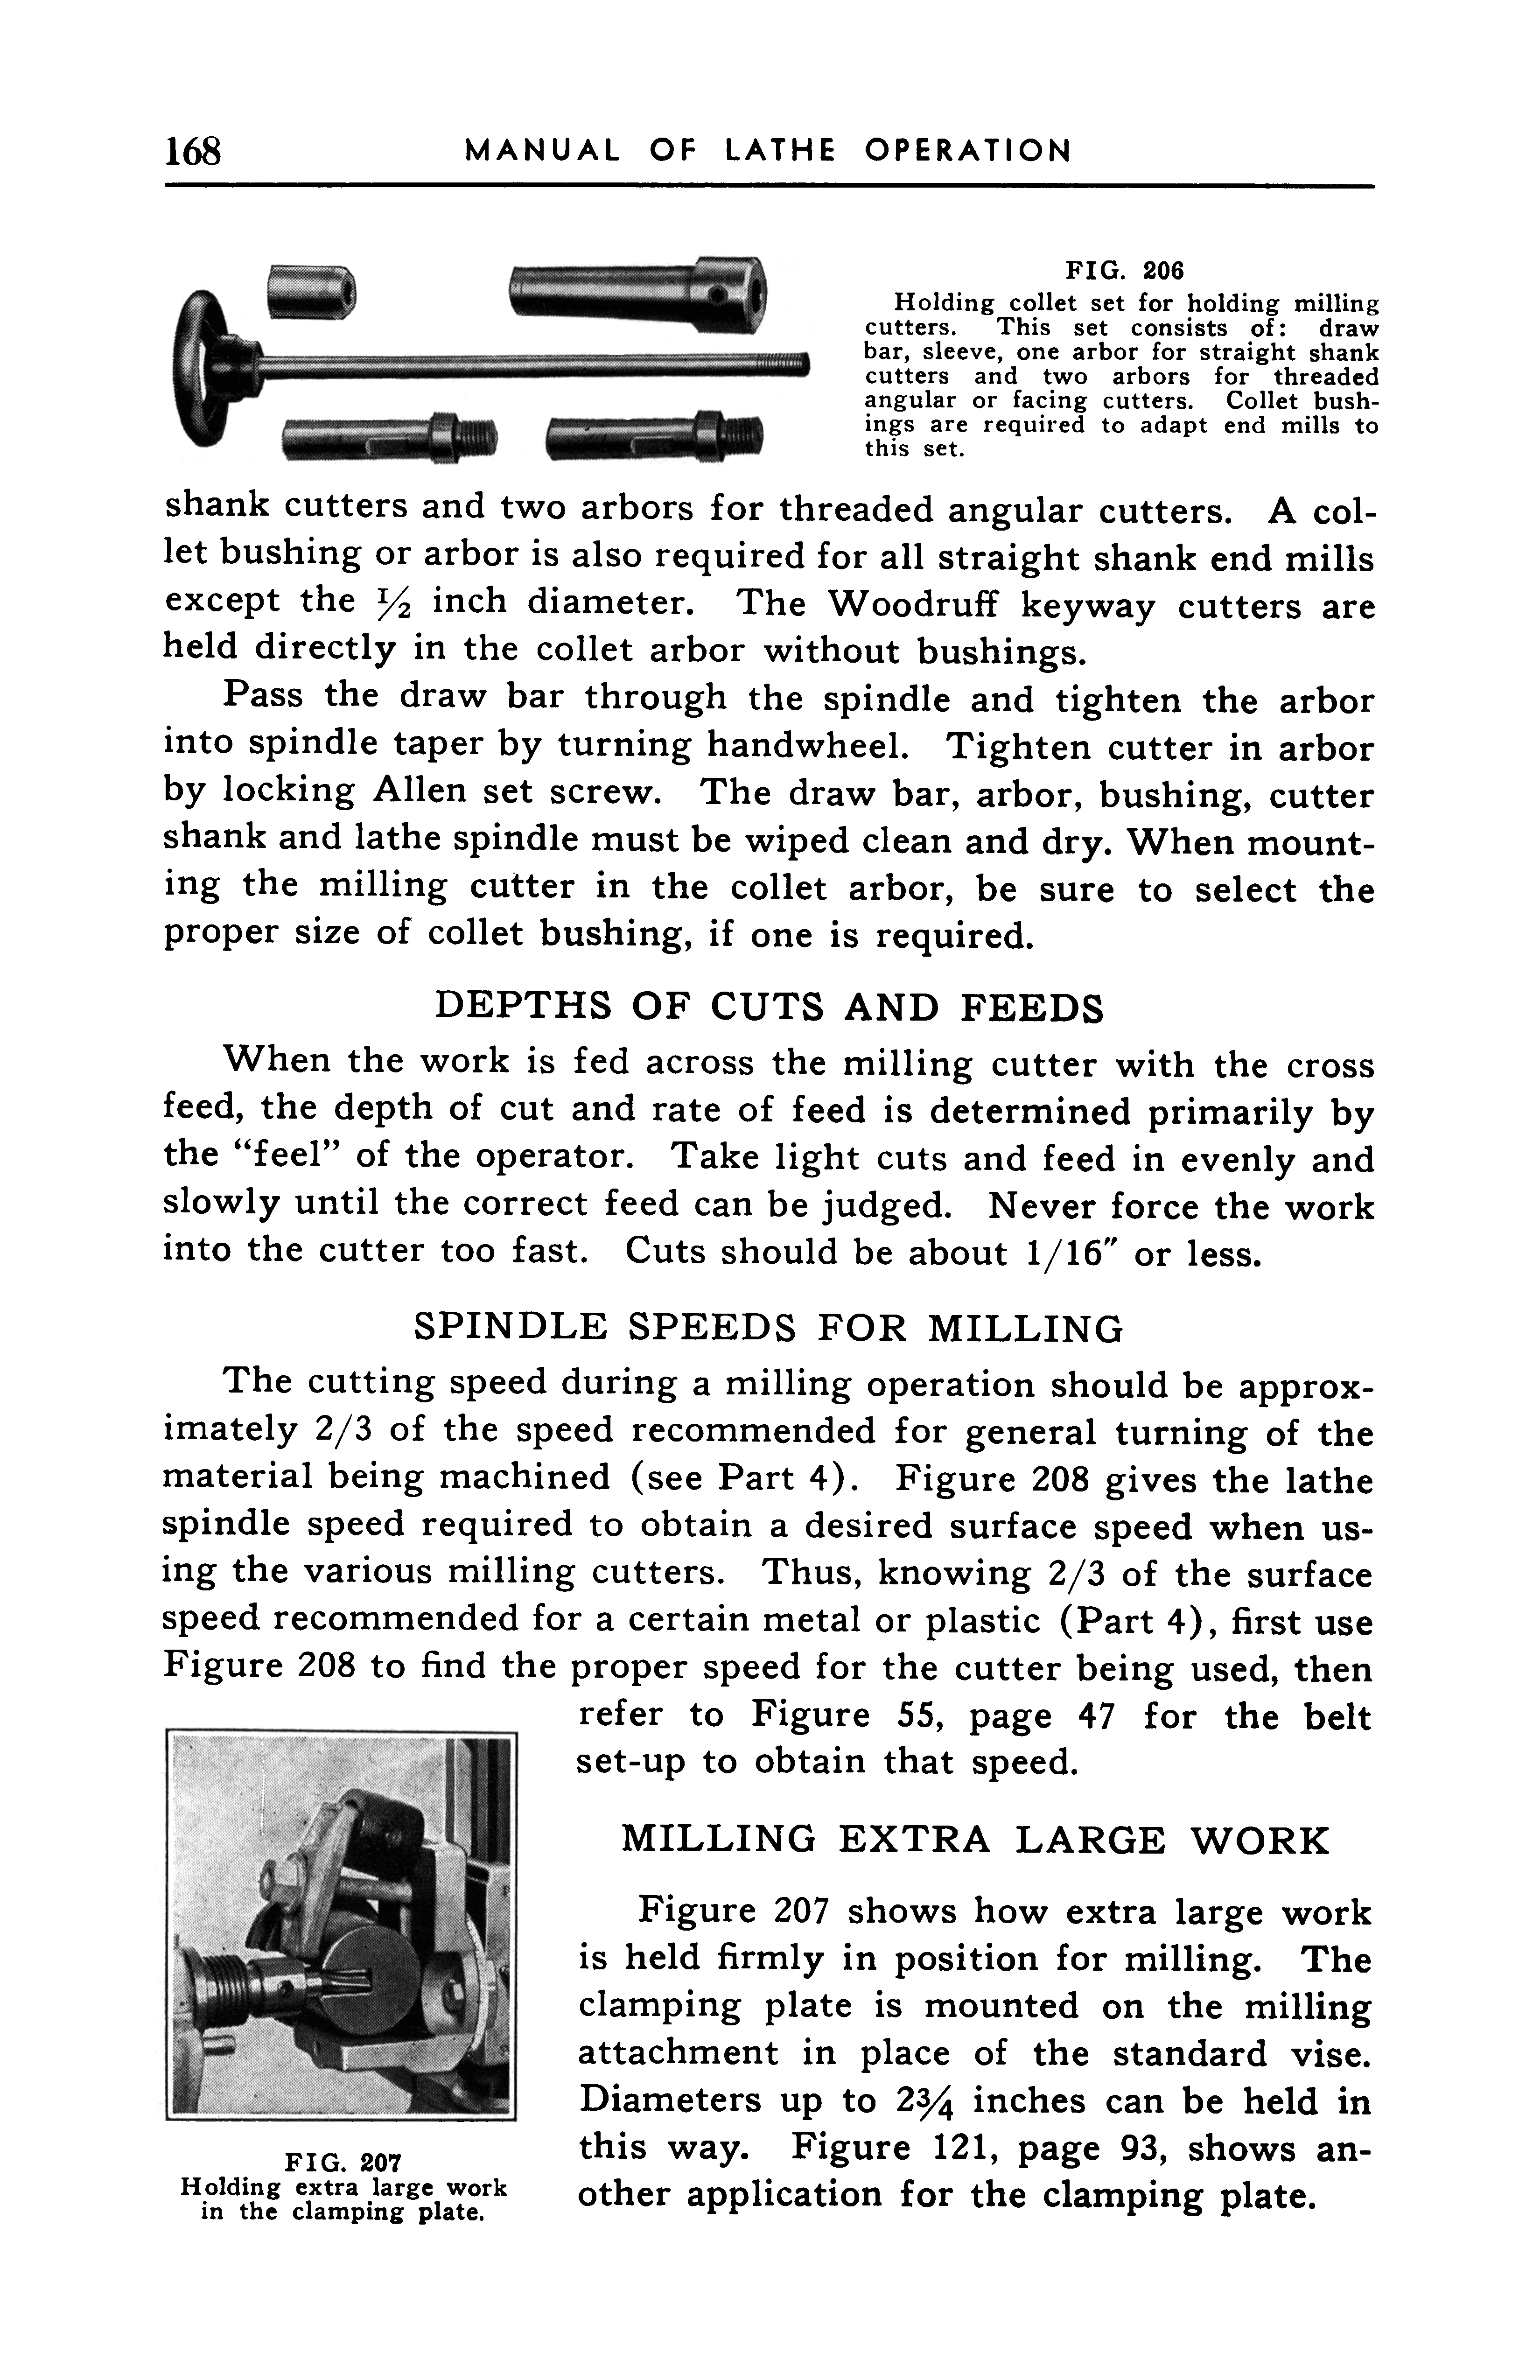 168 MANUAL OF LATHE OPERATION
FIG. 206
Holding collet set for holding milling
cutters. This set consists of: draw
bar, sleeve, one arbor for straight shank
cutters and two arbors for threaded
angular or facing cutters. Collet bush-
ings are required to adapt end mills to
this set.
shank cutters and two arbors for threaded angular cutters. A col-
let bushing or arbor is also required for all straight shank end mills
except the ½ inch diameter. The Woodruff keyway cutters are
held directly in the collet arbor without bushings.
Pass the draw bar through the spindle and tighten the arbor
into spindle taper by turning handwheel. Tighten cutter in arbor
by locking Allen set screw. The draw bar, arbor, bushing, cutter
shank and lathe spindle must be wiped clean and dry. When mount-
ing the milling cutter in the collet arbor, be sure to select the
proper size of collet bushing, if one is required.
DEPTHS OF CUTS AND FEEDS
When the work is fed across the milling cutter with the cross
feed, the depth of cut and rate of feed is determined primarily by
the “feel” of the operator. Take light cuts and feed in evenly and
slowly until the correct feed can be judged. Never force the work
into the cutter too fast. Cuts should be about 1/16″ or less.
SPINDLE SPEEDS FOR MILLING
The cutting speed during a milling operation should be approx-
imately 2/3 of the speed recommended for general turning of the
material being machined (see Part 4). Figure 208 gives the lathe
spindle speed required to obtain a desired surface speed when us-
ing the various milling cutters. Thus, knowing 2/3 of the surface
speed recommended for a certain metal or plastic (Part 4), first use
Figure 208 to find the proper speed for the cutter being used, then
refer to Figure 55, page 47 for the belt
set-up to obtain that speed.
MILLING EXTRA LARGE WORK
Figure 207 shows how extra large work
is held firmly in position for milling. The
clamping plate is mounted on the milling
attachment in place of the standard vise.
Diameters up to 2¾ inches can be held in
this way. Figure 121, page 93, shows an-
other application for the clamping plate.
FIG. 207
Holding extra large work
in the clamping plate.